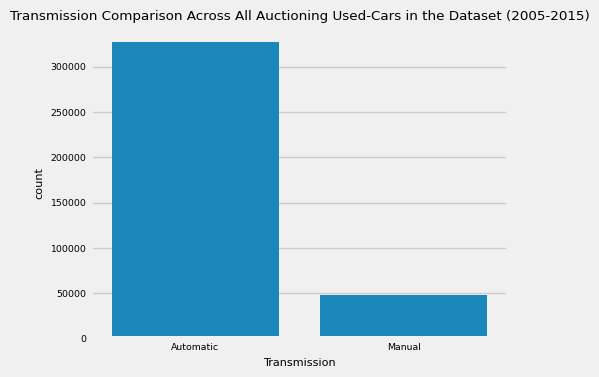 Transmission Comparison Across All Auctioning Used-Cars in the Dataset (2005-2015)
300000
250000
200000
150000
100000
50000
0
count
Automatic
Manual
Transmission